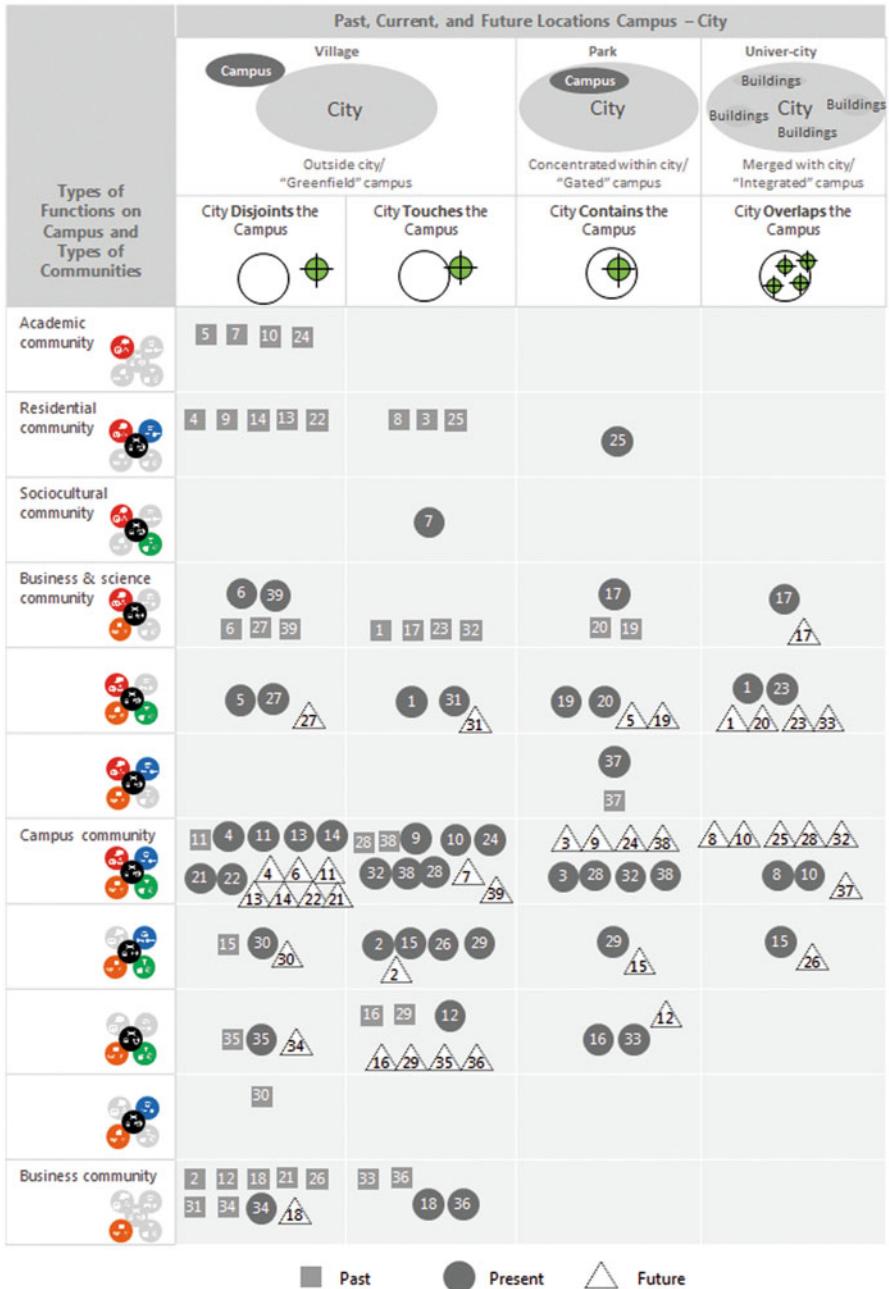 Past, Current, and Future Locations Campus – City
Types of
Functions on
Campus and
Types of
Communities
Village
Campus
City
Outside city/
“Greenfield” campus
Park
Campus
City
Concentrated within city/
“Gated” campus
Univer-city
Buildings
Buildings City Buildings
Buildings
Merged with city/
“Integrated” campus
City Disjoints the
Campus
City Touches the
Campus
City Contains the
Campus
City Overlaps the
Campus
Academic
community
5 7 10 24
Residential
community
4 9 14 13 22
8 3 25
25
Sociocultural
community
7
Business & science
community
6 39
6 27 39
1 17 23 32
17
20 19
17
17
5 27
27
1 31
31
19 20
5 19
1 23
1 20 23 33
37
37
Campus community
11 4 11 13 14
21 22 4 6 11
13 14 22 21
28 38 9 10 24
32 38 28 7
39
3 9 24 38
3 28 32 38
8 10 25 28 32
8 10 37
15 30 30
2 15 26 29
2
29 15
15 26
35 35 34
16 29 12
16 29 35 36
12
16 33
30
Business community
2 12 18 21 26
31 34 34 18
33 36
18 36
Past Present Future